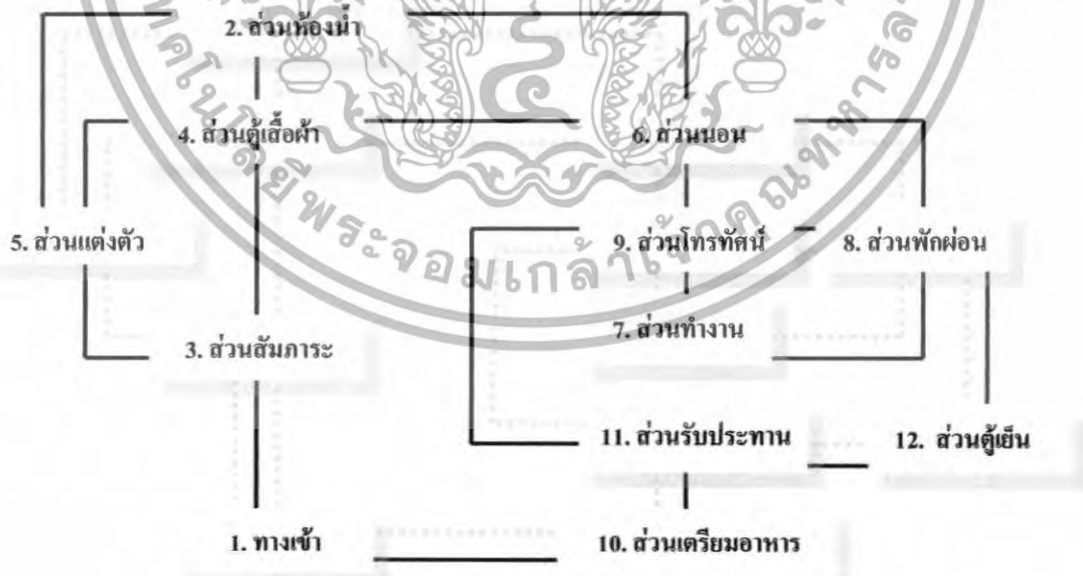 2. ส่วนห้องน้ำ
4. ส่วนตู้เสื้อผ้า
6. ส่วนนอน
5. ส่วนแต่งตัว
9. ส่วนโทรทัศน์
8. ส่วนพักผ่อน
3. ส่วนสัมภาระ
7. ส่วนทำงาน
11. ส่วนรับประทาน
12. ส่วนตู้เย็น
1. ทางเข้า
10. ส่วนเตรียมอาหาร